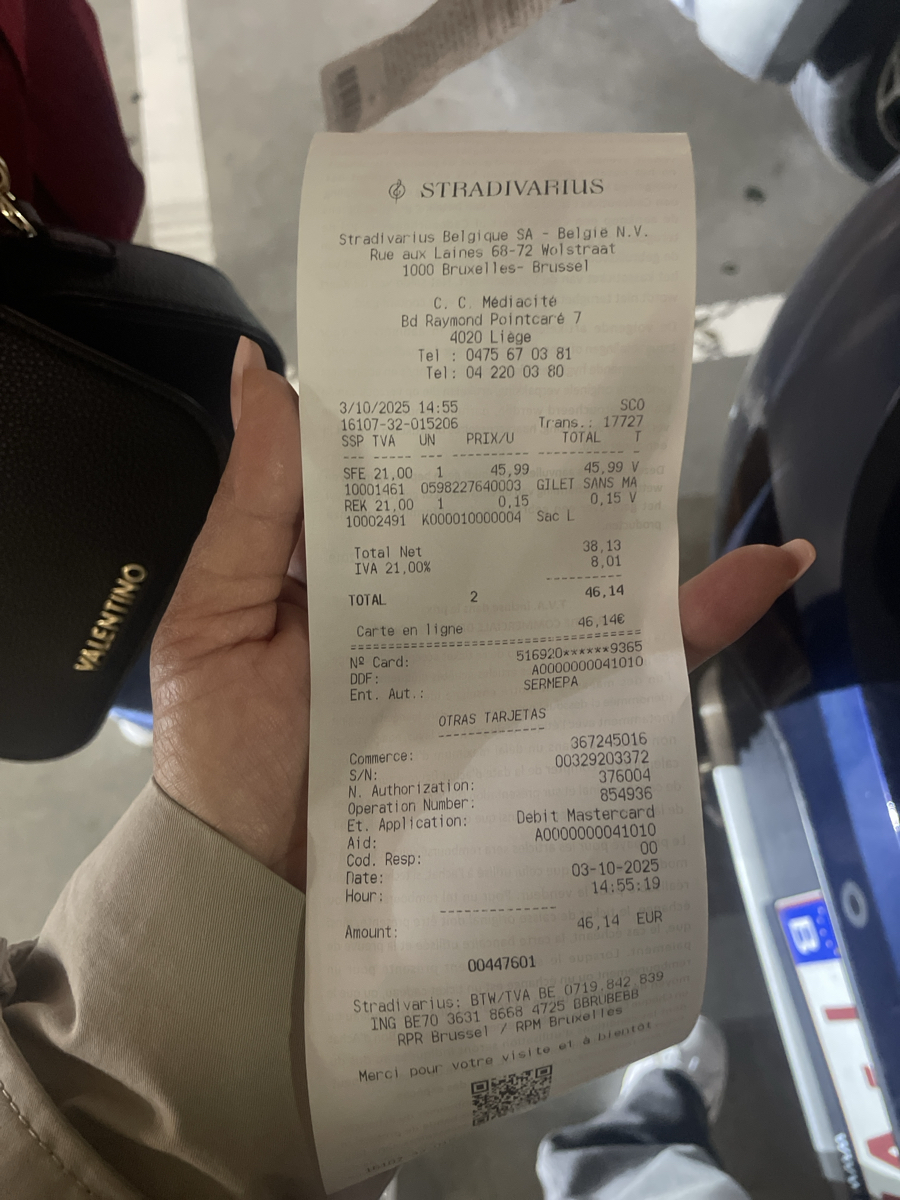 STRADIVARIUS
Stradivarius Belgique SA - België N.V.
Rue aux Laines 68-72 Wolstraat
1000 Bruxelles- Brussel
C. C. Médiacité
Bd Raymond Pointcaré 7
4020 Liège
Tel : 0475 67 03 81
Tel: 04 220 03 80
3/10/2025 14:55 SCO
16107-32-015206 Trans.: 17727
SSP TVA UN PRIX/U TOTAL T
--- ----- --- ----------- ----------- -
SFE 21,00 1 45,99 45,99 V
10001461 0598227640003 GILET SANS MA
REK 21,00 1 0,15 0,15 V
10002491 K000010000004 Sac L
Total Net 38,13
IVA 21,00% 8,01
----------
TOTAL 2 46,14
Carte en ligne 46,14€
======================================
Nº Card: 516920******9365
DDF: A0000000041010
Ent. Aut.: SERMEPA
OTRAS TARJETAS
--------------
Commerce: 367245016
S/N: 00329203372
N. Authorization: 376004
Operation Number: 854936
Et. Application: Debit Mastercard
Aid: A0000000041010
Cod. Resp: 00
Date: 03-10-2025
Hour: 14:55:19
---------------
Amount: 46,14 EUR
00447601
Stradivarius: BTW/TVA BE 0719.842 839
ING BE70 3631 8668 4725 BBRUBEBB
RPR Brussel / RPM Bruxelles
Merci pour votre visite et à bientôt
VALENTINO
B